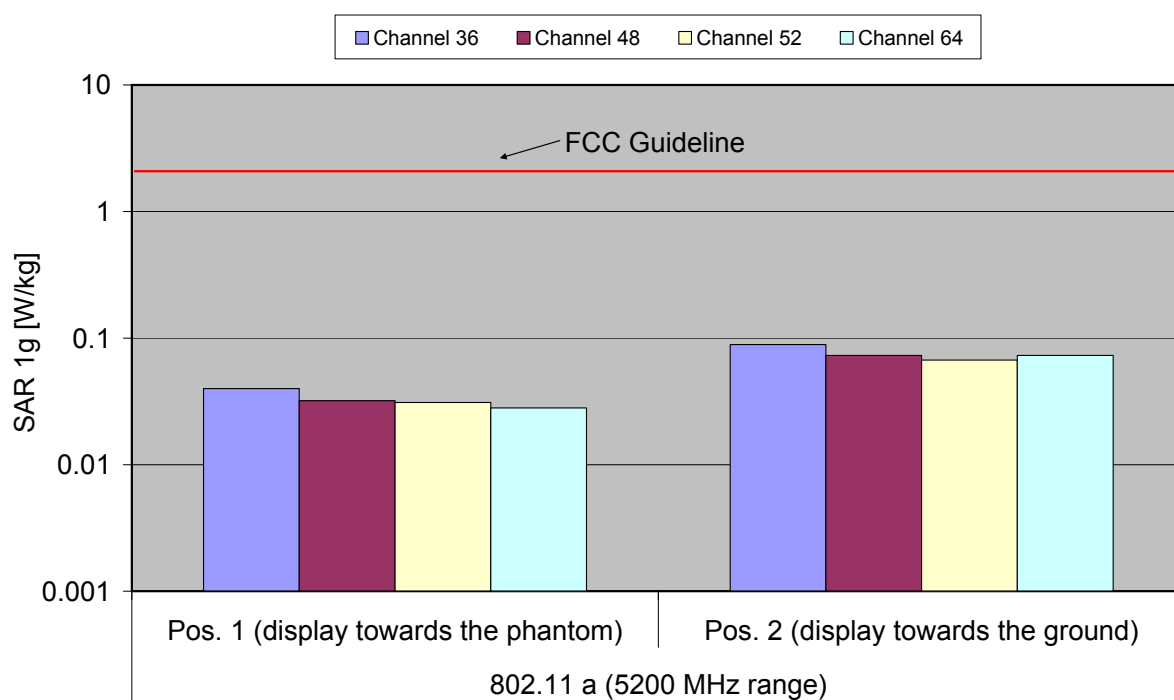 Channel 36 Channel 48 Channel 52 Channel 64
10
FCC Guideline
1
SAR 1g [W/kg]
0.1
0.01
0.001
Pos. 1 (display towards the phantom) Pos. 2 (display towards the ground)
802.11 a (5200 MHz range)